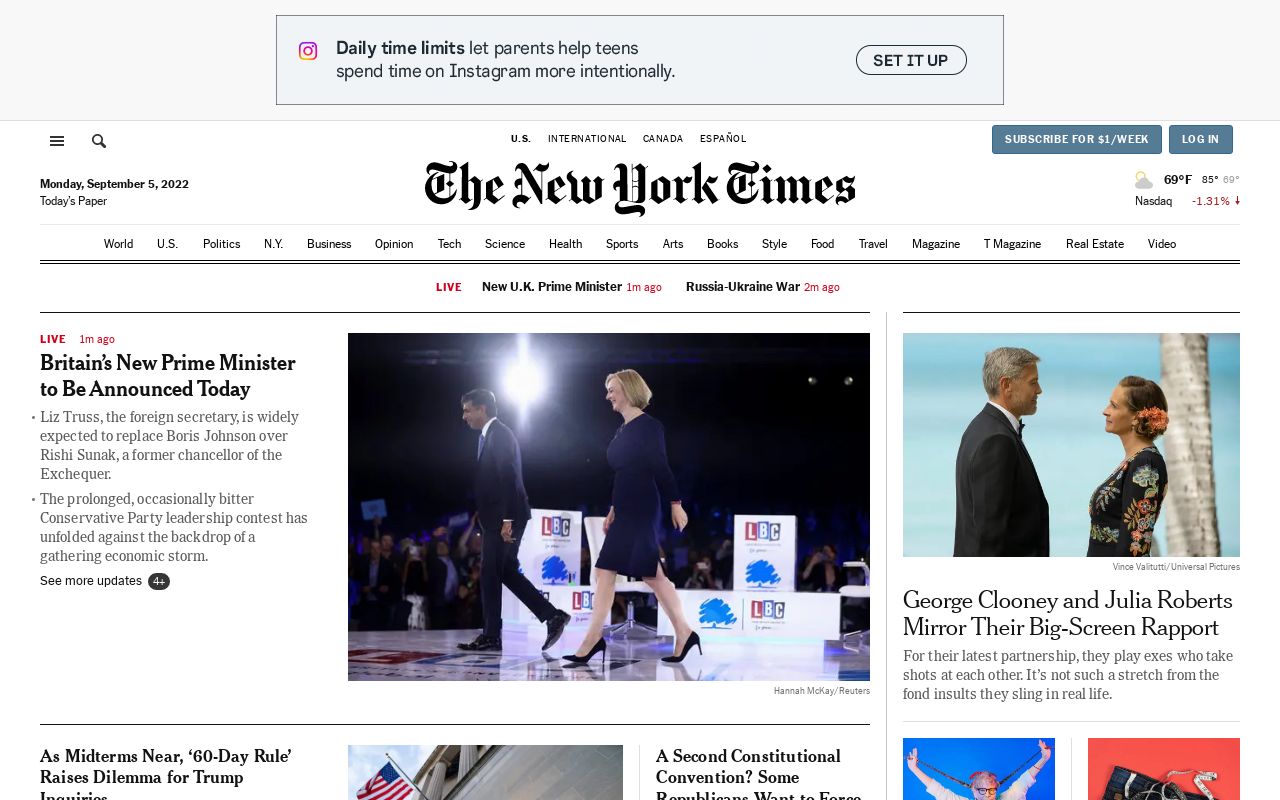 Daily time limits let parents help teens
spend time on Instagram more intentionally.
SET IT UP
U.S. INTERNATIONAL CANADA ESPAÑOL
SUBSCRIBE FOR $1/WEEK
LOG IN
The New York Times
Monday, September 5, 2022
Today's Paper
69°F 85° 69°
Nasdaq -1.31% ↓
World U.S. Politics N.Y. Business Opinion Tech Science Health Sports Arts Books Style Food Travel Magazine T Magazine Real Estate Video
LIVE New U.K. Prime Minister 1m ago Russia-Ukraine War 2m ago
LIVE 1m ago
Britain's New Prime Minister
to Be Announced Today
• Liz Truss, the foreign secretary, is widely
expected to replace Boris Johnson over
Rishi Sunak, a former chancellor of the
Exchequer.
• The prolonged, occasionally bitter
Conservative Party leadership contest has
unfolded against the backdrop of a
gathering economic storm.
See more updates 4+
LBC
LBC
LBC
LBC
LBC
Hannah McKay/Reuters
Vince Valitutti/Universal Pictures
George Clooney and Julia Roberts
Mirror Their Big-Screen Rapport
For their latest partnership, they play exes who take
shots at each other. It's not such a stretch from the
fond insults they sling in real life.
As Midterms Near, '60-Day Rule'
Raises Dilemma for Trump
Inquiries
A Second Constitutional
Convention? Some
Republicans Want to Force